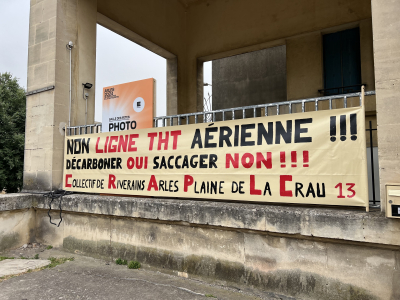 PHOTO
NON LIGNE THT AÉRIENNE !!!
DÉCARBONER OUI SACCAGER NON !!!
COLLECTIF DE RIVERAINS ARLES PLAINE DE LA CRAU 13